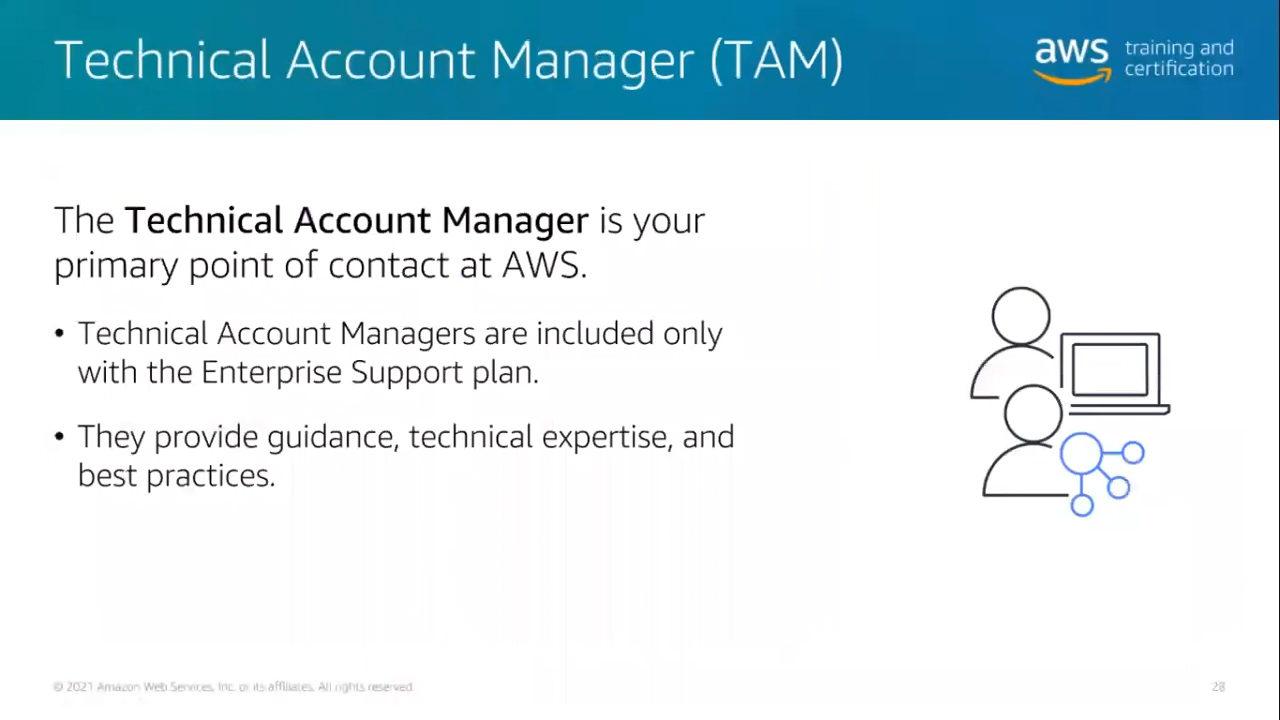 Technical Account Manager (TAM)
aws training and
certification
The Technical Account Manager is your
primary point of contact at AWS.
• Technical Account Managers are included only
with the Enterprise Support plan.
• They provide guidance, technical expertise, and
best practices.
© 2021 Amazon Web Services, Inc. or its affiliates. All rights reserved.
28